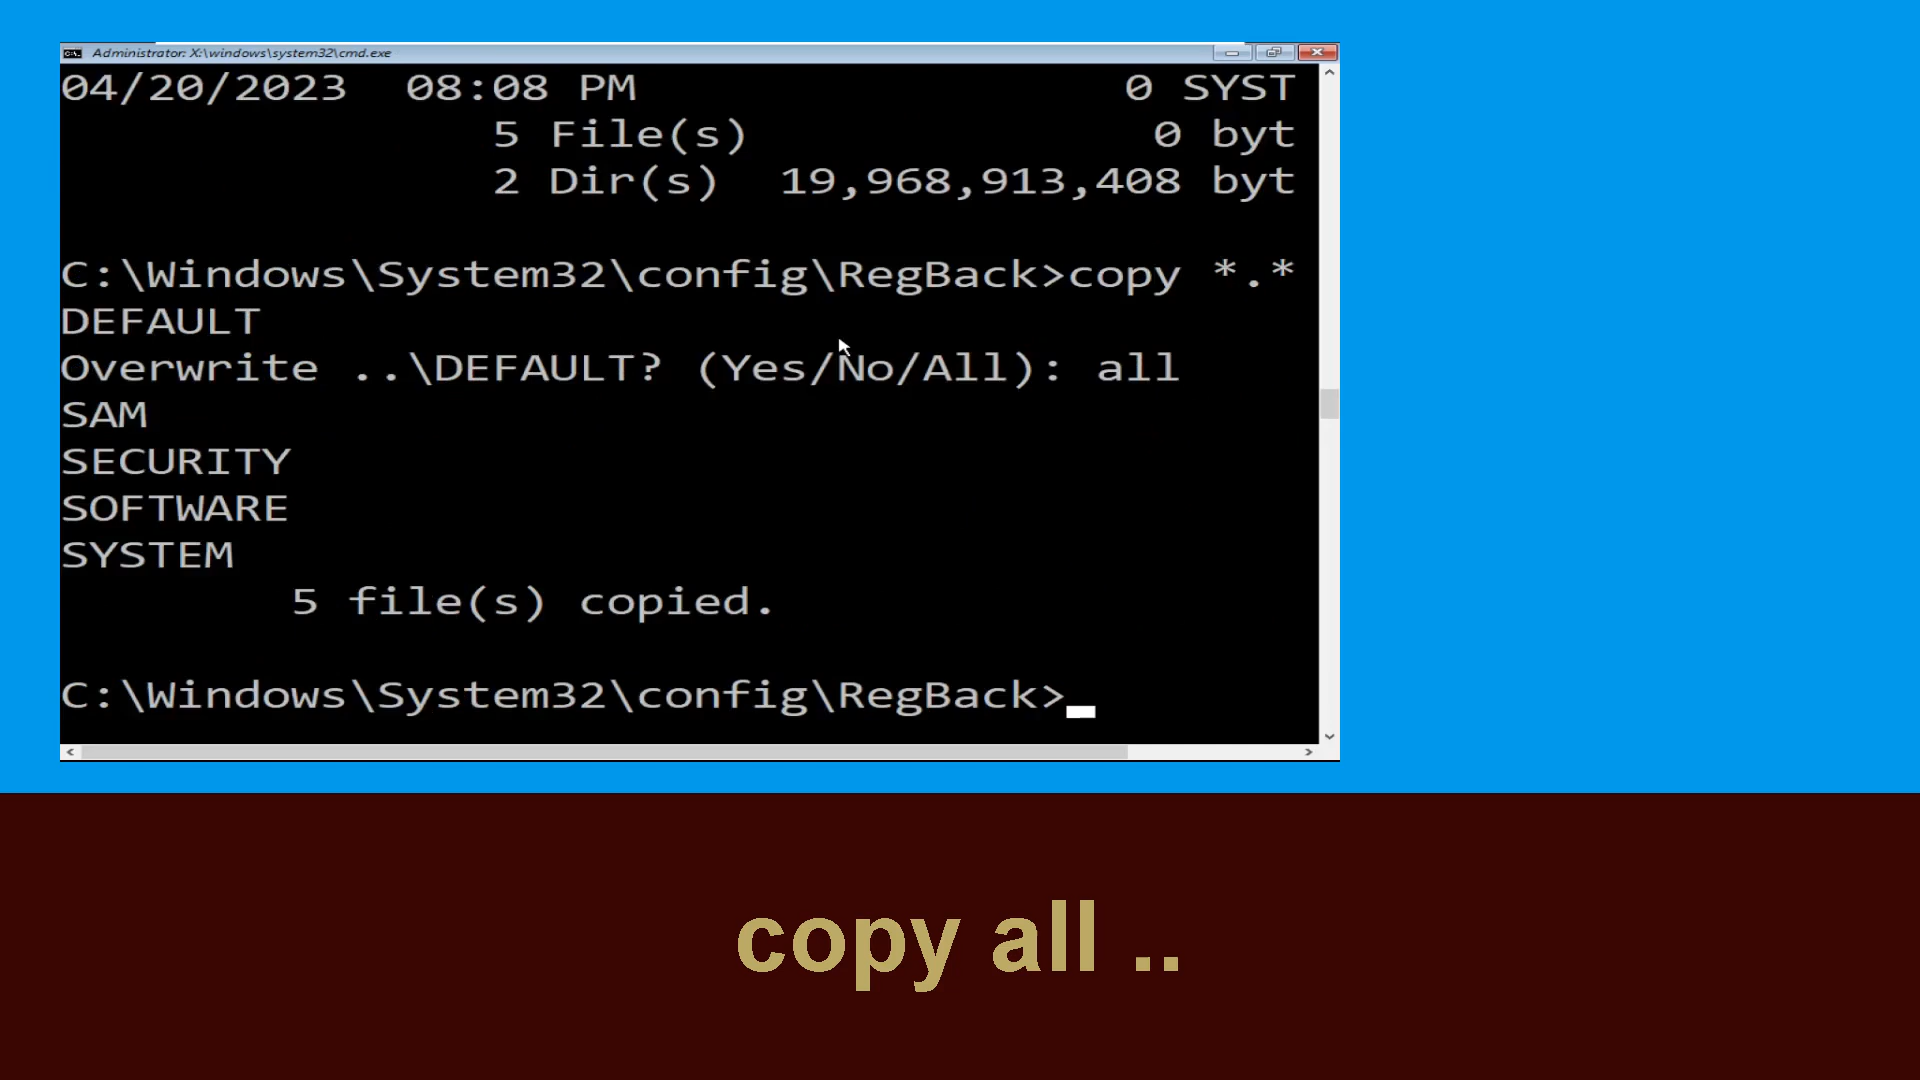 Administrator: X:\windows\system32\cmd.exe
04/20/2023 08:08 PM 0 SYST
5 File(s) 0 byt
2 Dir(s) 19,968,913,408 byt
C:\Windows\System32\config\RegBack>copy *.*
DEFAULT
Overwrite ..\DEFAULT? (Yes/No/All): all
SAM
SECURITY
SOFTWARE
SYSTEM
5 file(s) copied.
C:\Windows\System32\config\RegBack>
copy all ..